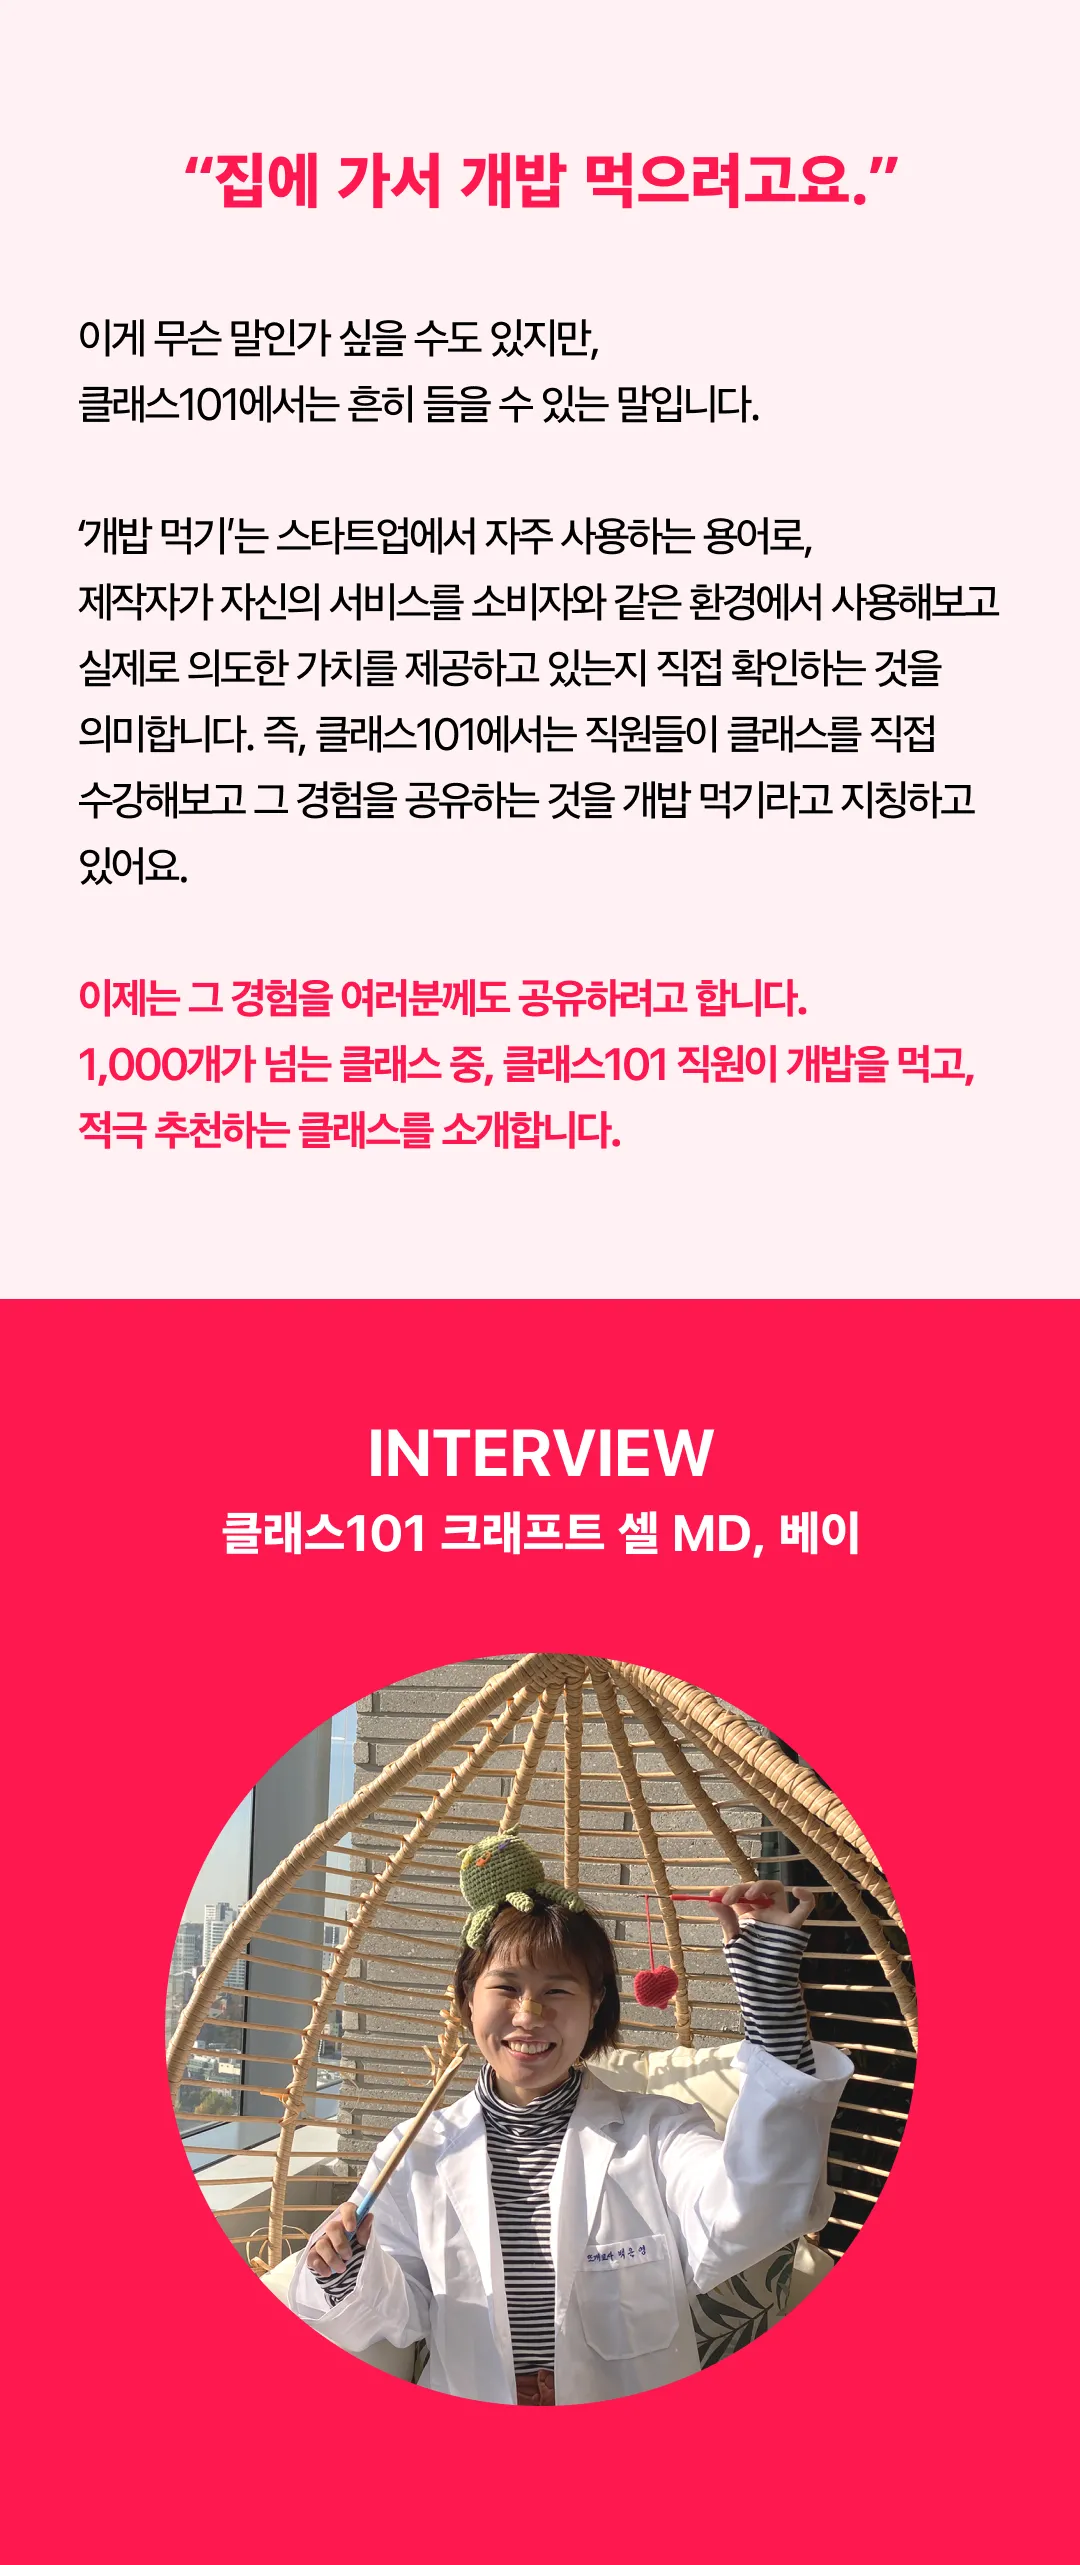 “집에 가서 개밥 먹으려고요.”
이게 무슨 말인가 싶을 수도 있지만,
클래스101에서는 흔히 들을 수 있는 말입니다.
‘개밥 먹기’는 스타트업에서 자주 사용하는 용어로,
제작자가 자신의 서비스를 소비자와 같은 환경에서 사용해보고
실제로 의도한 가치를 제공하고 있는지 직접 확인하는 것을
의미합니다. 즉, 클래스101에서는 직원들이 클래스를 직접
수강해보고 그 경험을 공유하는 것을 개밥 먹기라고 지칭하고
있어요.
이제는 그 경험을 여러분께도 공유하려고 합니다.
1,000개가 넘는 클래스 중, 클래스101 직원이 개밥을 먹고,
적극 추천하는 클래스를 소개합니다.
INTERVIEW
클래스101 크래프트 셀 MD, 베이